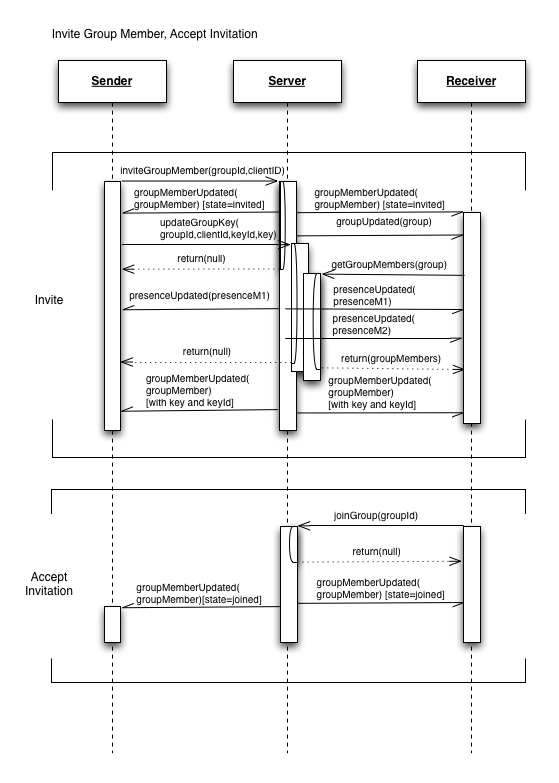 Invite Group Member, Accept Invitation
Sender
Server
Receiver
inviteGroupMember(groupId,clientID)
groupMemberUpdated(
groupMember) [state=invited]
groupMemberUpdated(
groupMember) [state=invited]
updateGroupKey(
groupId,clientId,keyId,key)
groupUpdated(group)
return(null)
getGroupMembers(group)
Invite
presenceUpdated(presenceM1)
presenceUpdated(
presenceM1)
presenceUpdated(
presenceM2)
return(null)
return(groupMembers)
groupMemberUpdated(
groupMember)
[with key and keyId]
groupMemberUpdated(
groupMember)
[with key and keyId]
joinGroup(groupId)
return(null)
Accept
Invitation
groupMemberUpdated(
groupMember)[state=joined]
groupMemberUpdated(
groupMember) [state=joined]